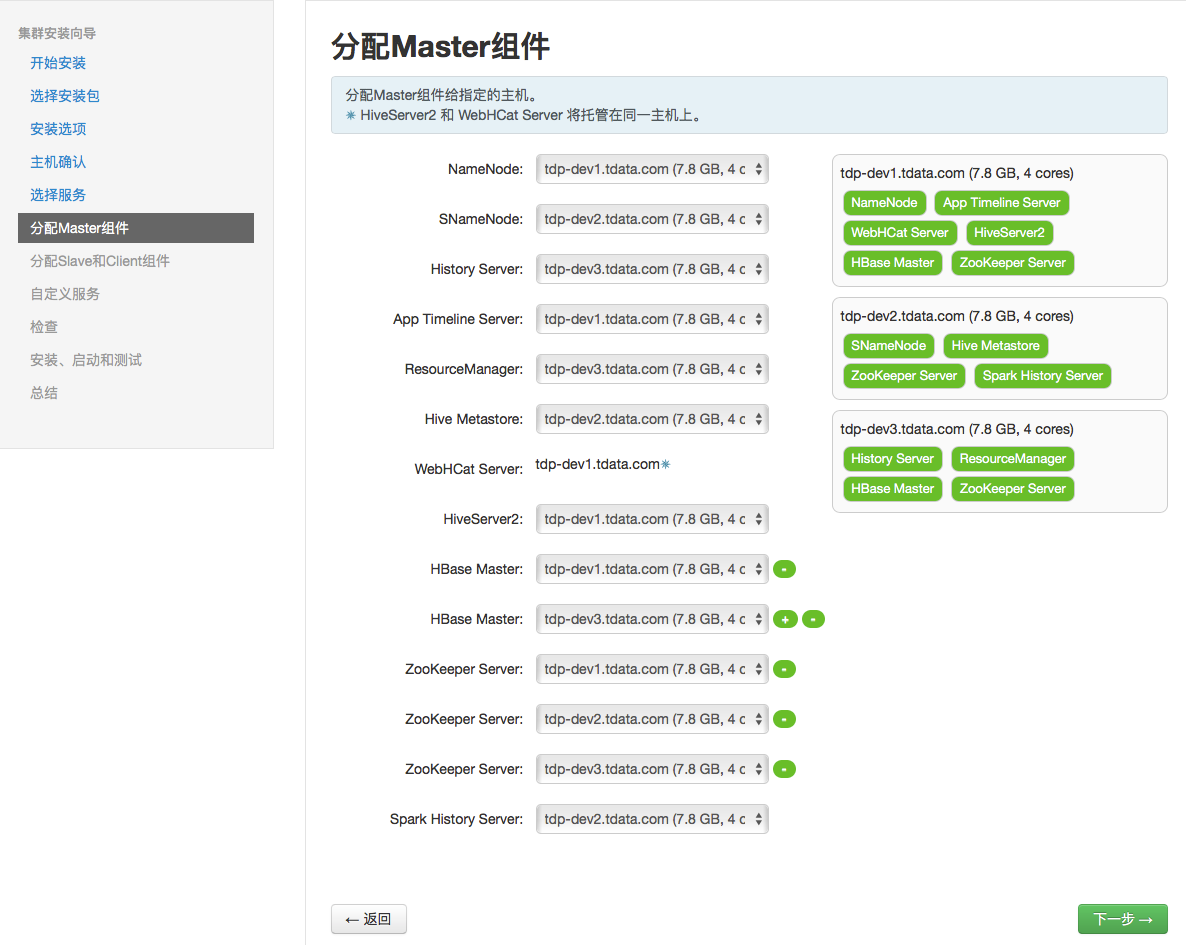 集群安装向导
开始安装
选择安装包
安装选项
主机确认
选择服务
分配Master组件
分配Slave和Client组件
自定义服务
检查
安装、启动和测试
总结
分配Master组件
分配Master组件给指定的主机。
* HiveServer2 和 WebHCat Server 将托管在同一主机上。
NameNode: tdp-dev1.tdata.com (7.8 GB, 4 c
SNameNode: tdp-dev2.tdata.com (7.8 GB, 4 c
History Server: tdp-dev3.tdata.com (7.8 GB, 4 c
App Timeline Server: tdp-dev1.tdata.com (7.8 GB, 4 c
ResourceManager: tdp-dev3.tdata.com (7.8 GB, 4 c
Hive Metastore: tdp-dev2.tdata.com (7.8 GB, 4 c
WebHCat Server: tdp-dev1.tdata.com*
HiveServer2: tdp-dev1.tdata.com (7.8 GB, 4 c
HBase Master: tdp-dev1.tdata.com (7.8 GB, 4 c -
HBase Master: tdp-dev3.tdata.com (7.8 GB, 4 c + -
ZooKeeper Server: tdp-dev1.tdata.com (7.8 GB, 4 c -
ZooKeeper Server: tdp-dev2.tdata.com (7.8 GB, 4 c -
ZooKeeper Server: tdp-dev3.tdata.com (7.8 GB, 4 c -
Spark History Server: tdp-dev2.tdata.com (7.8 GB, 4 c
tdp-dev1.tdata.com (7.8 GB, 4 cores)
NameNode App Timeline Server
WebHCat Server HiveServer2
HBase Master ZooKeeper Server
tdp-dev2.tdata.com (7.8 GB, 4 cores)
SNameNode Hive Metastore
ZooKeeper Server Spark History Server
tdp-dev3.tdata.com (7.8 GB, 4 cores)
History Server ResourceManager
HBase Master ZooKeeper Server
← 返回
下一步 →